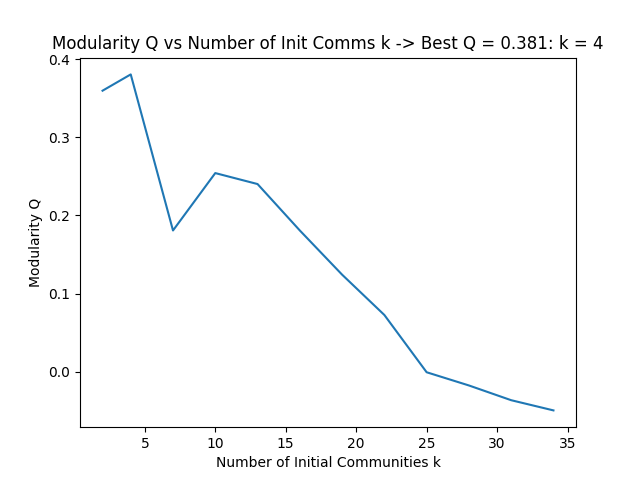 Modularity Q vs Number of Init Comms k -> Best Q = 0.381: k = 4
0.4
0.3
0.2
0.1
0.0
Modularity Q
5 10 15 20 25 30 35
Number of Initial Communities k